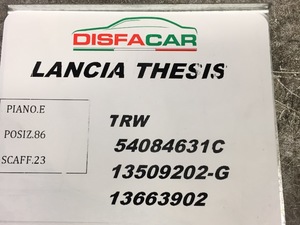 DISFACAR
LANCIA THESIS
PIANO.E
POSIZ.86
SCAFF.23
TRW
54084631C
13509202-G
13663902